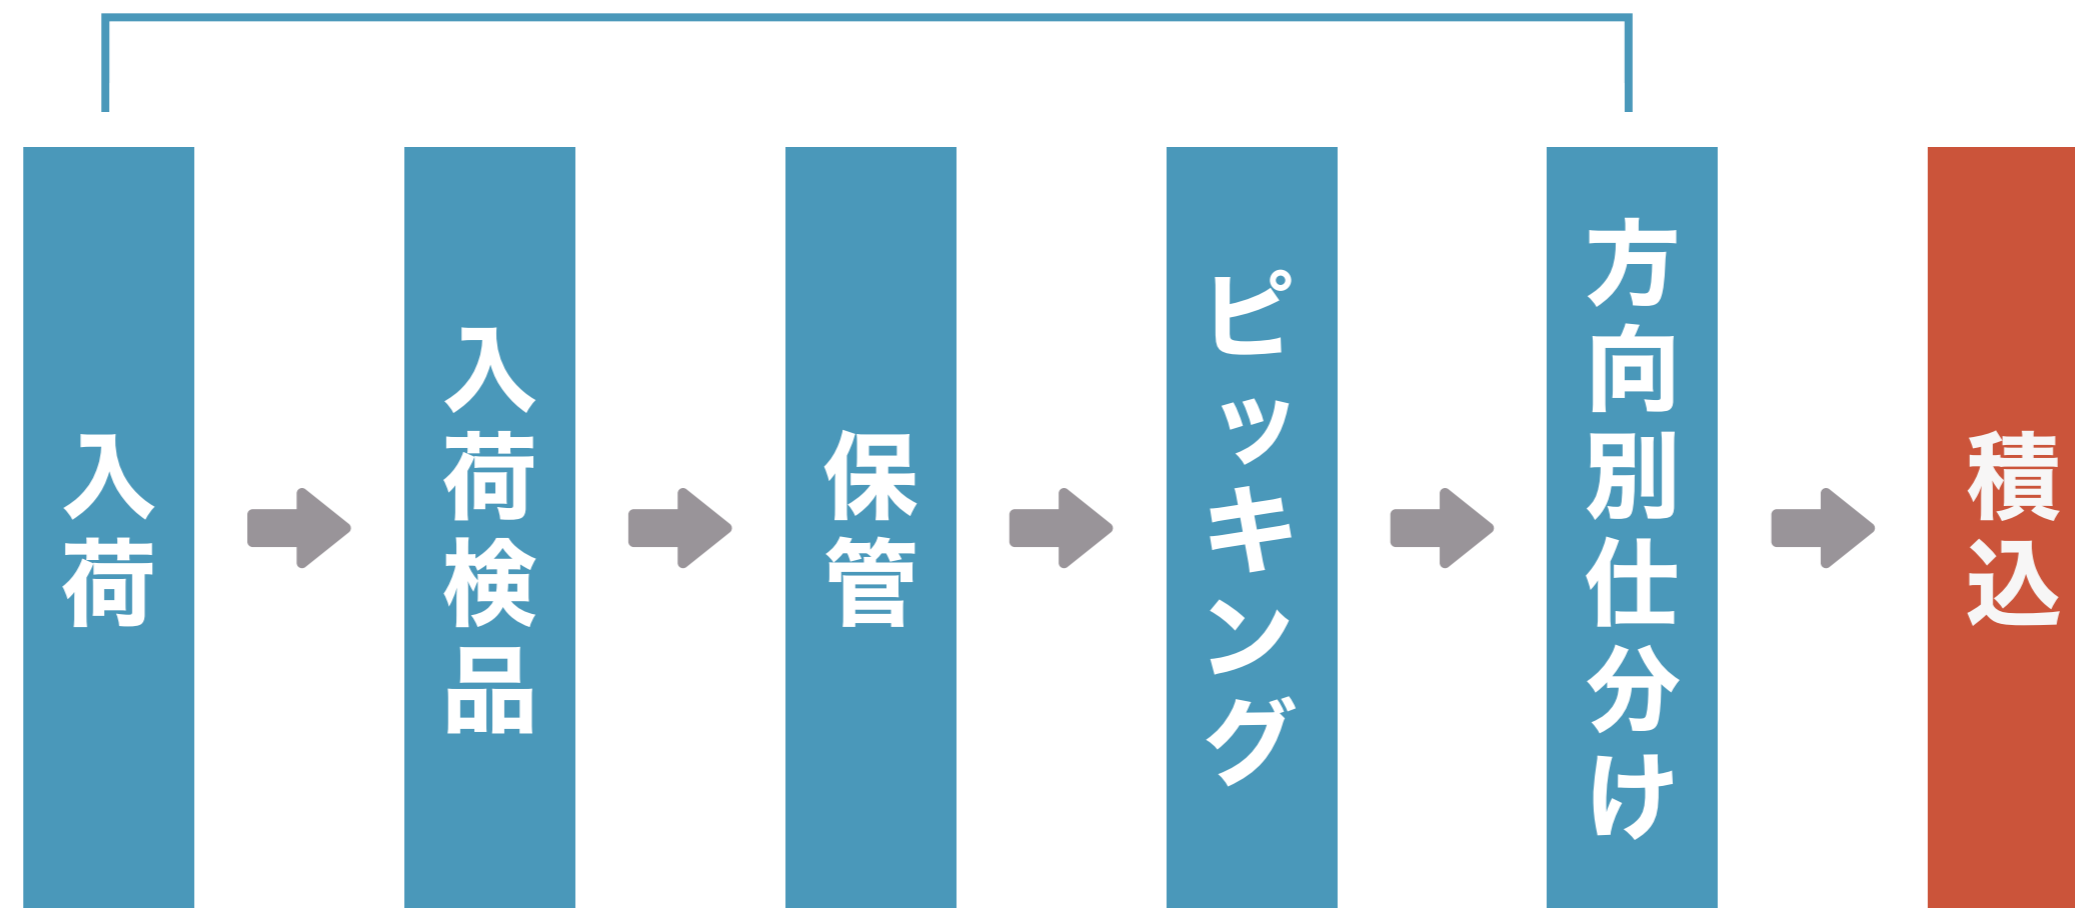 入荷
入荷検品
保管
ピッキング
方向別仕分け
積込